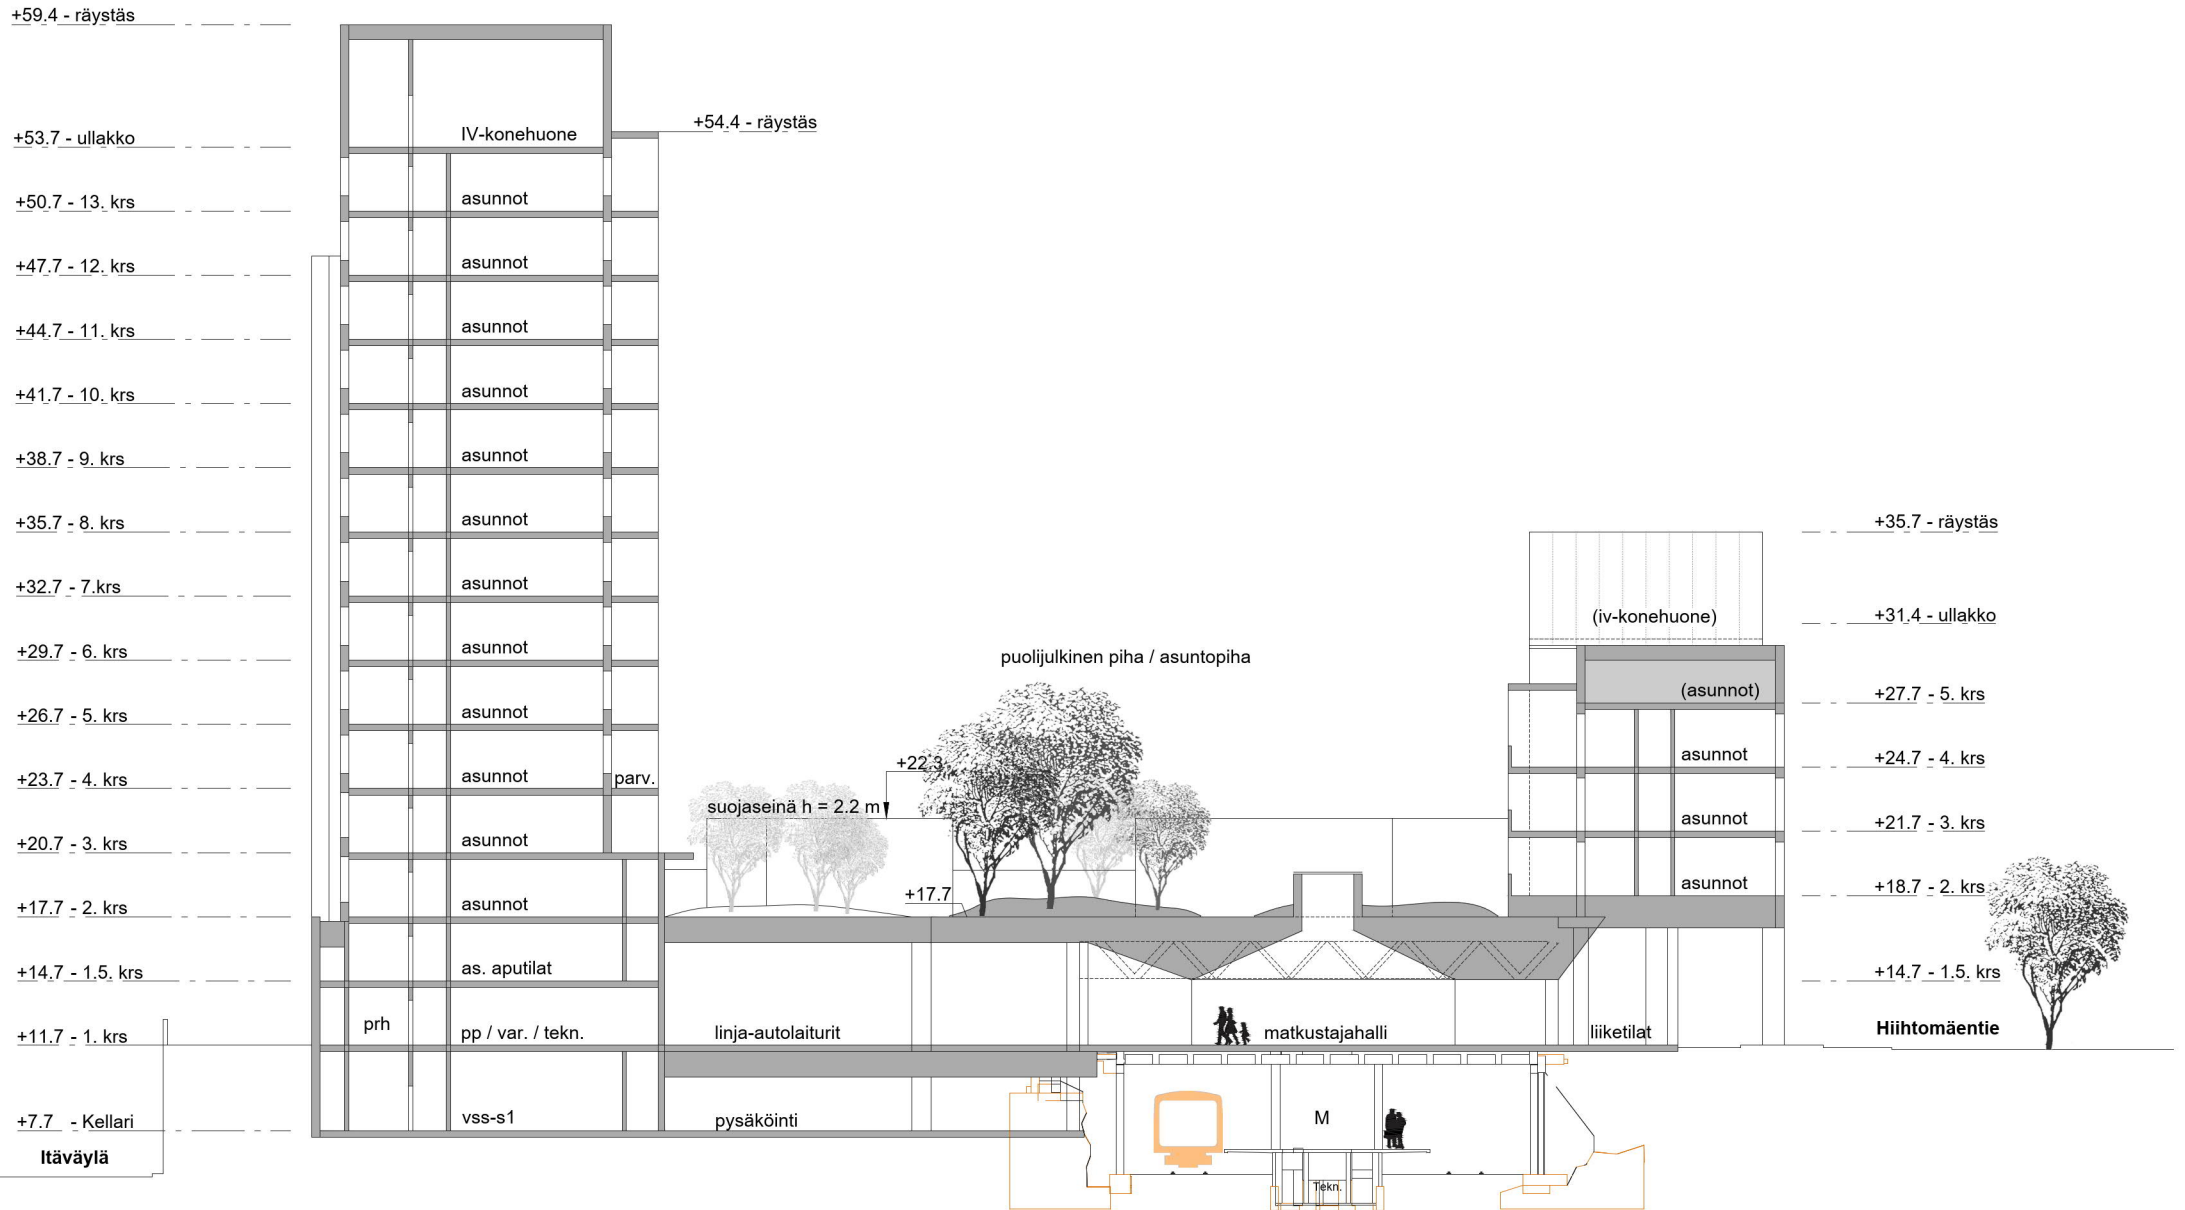 +59.4 - räystäs
+53.7 - ullakko
+50.7 - 13. krs
+47.7 - 12. krs
+44.7 - 11. krs
+41.7 - 10. krs
+38.7 - 9. krs
+35.7 - 8. krs
+32.7 - 7.krs
+29.7 - 6. krs
+26.7 - 5. krs
+23.7 - 4. krs
+20.7 - 3. krs
+17.7 - 2. krs
+14.7 - 1.5. krs
+11.7 - 1. krs
+7.7 - Kellari
Itäväylä
IV-konehuone
asunnot
asunnot
asunnot
asunnot
asunnot
asunnot
asunnot
asunnot
asunnot
asunnot
asunnot
asunnot
as. aputilat
prh
pp / var. / tekn.
vss-s1
parv.
+54.4 - räystäs
puolijulkinen piha / asuntopiha
+22.3
suojaseinä h = 2.2 m
+17.7
linja-autolaiturit
pysäköinti
matkustajahalli
M
Tekn.
liiketilat
(iv-konehuone)
(asunnot)
asunnot
asunnot
asunnot
+35.7 - räystäs
+31.4 - ullakko
+27.7 - 5. krs
+24.7 - 4. krs
+21.7 - 3. krs
+18.7 - 2. krs
+14.7 - 1.5. krs
Hiihtomäentie